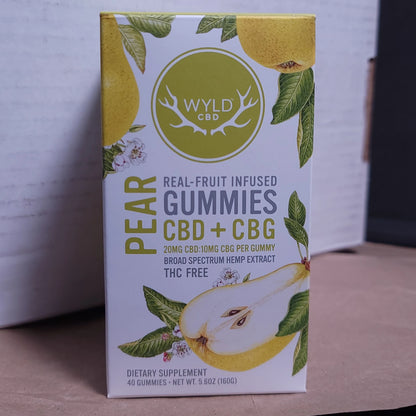 WYLD
CBD
PEAR
REAL-FRUIT INFUSED
GUMMIES
CBD + CBG
20MG CBD:10MG CBG PER GUMMY
BROAD SPECTRUM HEMP EXTRACT
THC FREE
DIETARY SUPPLEMENT
40 GUMMIES • NET WT. 5.6OZ (160G)